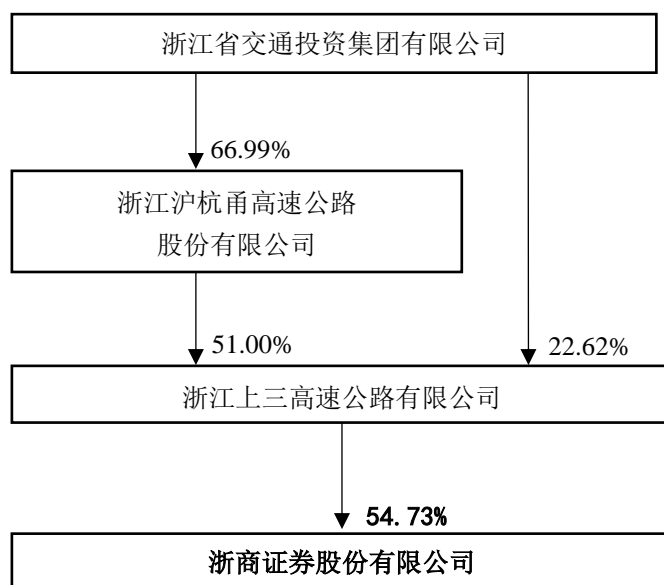 浙江省交通投资集团有限公司
66.99%
浙江沪杭甬高速公路
股份有限公司
51.00%
22.62%
浙江上三高速公路有限公司
54.73%
浙商证券股份有限公司